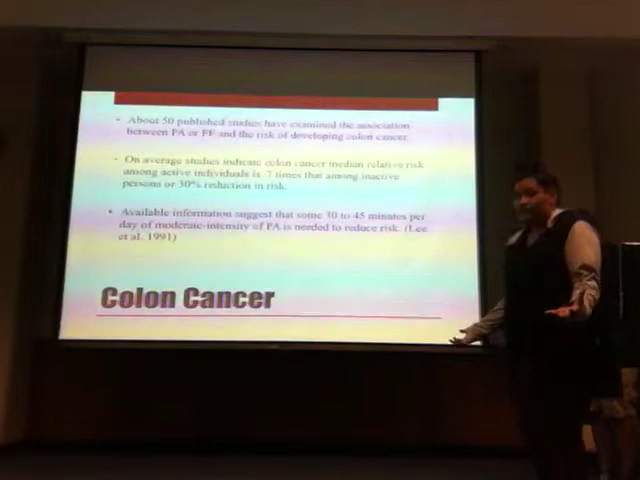 • About 50 published studies have examined the association
between PA or PF and the risk of developing colon cancer.
• On average studies indicate colon cancer median relative risk
among active individuals is .7 times that among inactive
persons or 30% reduction in risk.
• Available information suggest that some 30 to 45 minutes per
day of moderate-intensity of PA is needed to reduce risk. (Lee
et al. 1991)
Colon Cancer